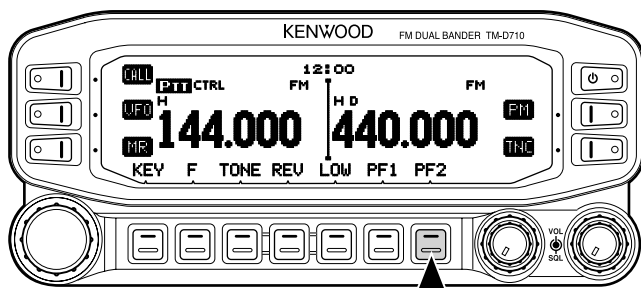 KENWOOD FM DUAL BANDER TM-D710
12:00
CALL PTT CTRL FM FM
H H D
VFO 144.000 440.000 PM
MR TNC
KEY F TONE REV LOW PF1 PF2
VOL
SQL